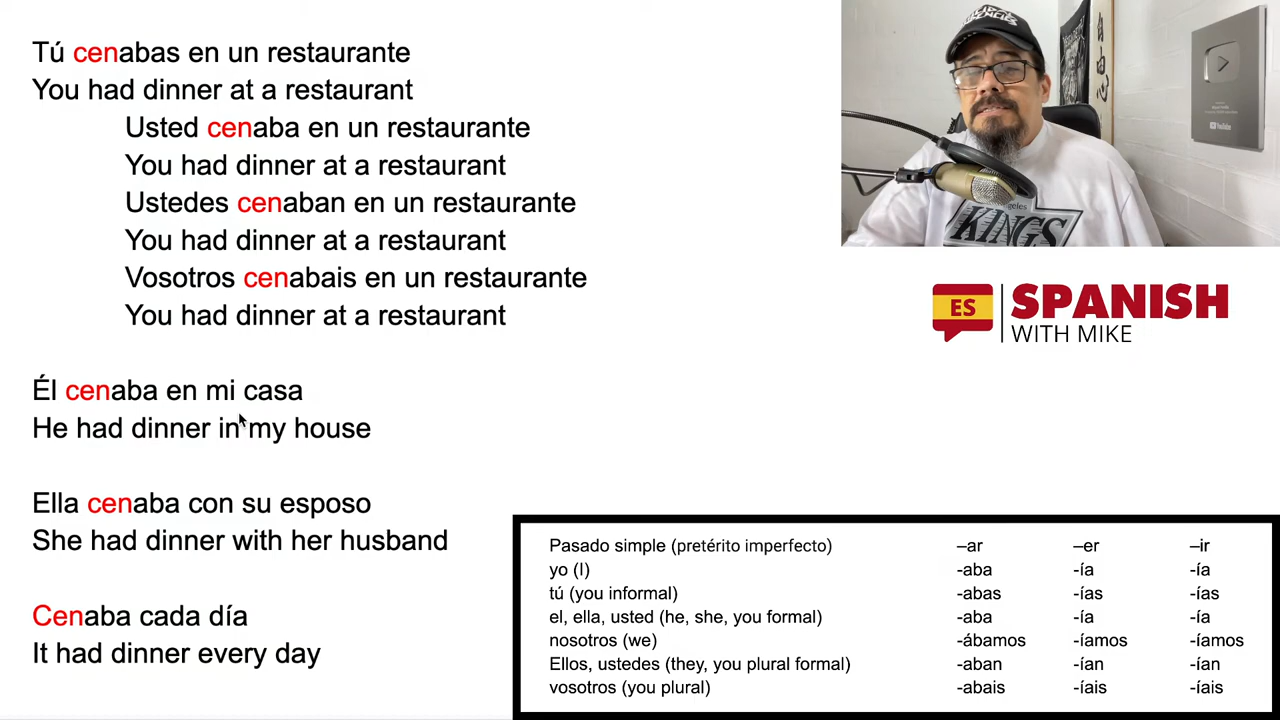 Tú cenabas en un restaurante
You had dinner at a restaurant
Usted cenaba en un restaurante
You had dinner at a restaurant
Ustedes cenaban en un restaurante
You had dinner at a restaurant
Vosotros cenabais en un restaurante
You had dinner at a restaurant
Él cenaba en mi casa
He had dinner in my house
Ella cenaba con su esposo
She had dinner with her husband
Cenaba cada día
It had dinner every day
KINGS
YouTube
自由心
ES
SPANISH
WITH MIKE
Pasado simple (pretérito imperfecto) –ar –er –ir
yo (I) -aba -ía -ía
tú (you informal) -abas -ías -ías
el, ella, usted (he, she, you formal) -aba -ía -ía
nosotros (we) -ábamos -íamos -íamos
Ellos, ustedes (they, you plural formal) -aban -ían -ían
vosotros (you plural) -abais -íais -íais